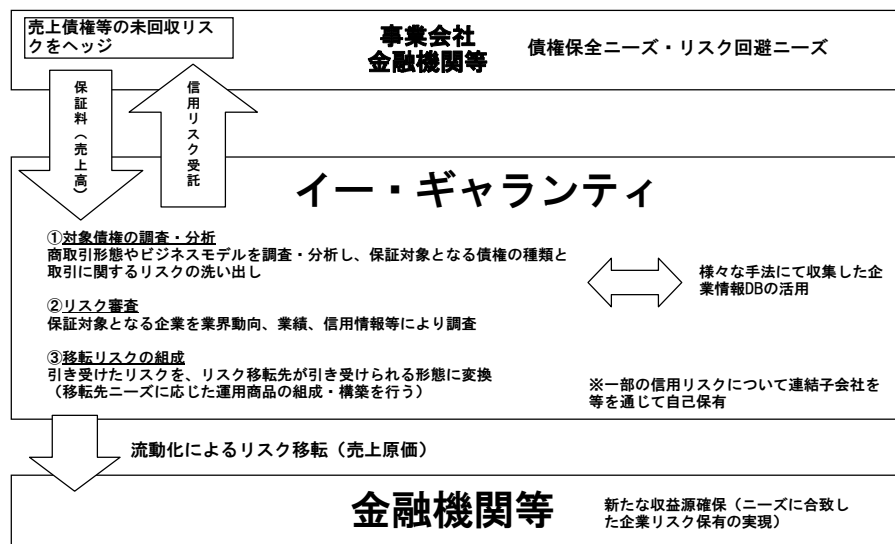 売上債権等の未回収リス
クをヘッジ
事業会社
金融機関等
債権保全ニーズ・リスク回避ニーズ
保証料(売上高)
信用リスク受託
イー・ギャランティ
①対象債権の調査・分析
商取引形態やビジネスモデルを調査・分析し、保証対象となる債権の種類と
取引に関するリスクの洗い出し
②リスク審査
保証対象となる企業を業界動向、業績、信用情報等により調査
③移転リスクの組成
引き受けたリスクを、リスク移転先が引き受けられる形態に変換
(移転先ニーズに応じた運用商品の組成・構築を行う)
様々な手法にて収集した企
業情報DBの活用
※一部の信用リスクについて連結子会社を
等を通じて自己保有
流動化によるリスク移転(売上原価)
金融機関等
新たな収益源確保(ニーズに合致し
た企業リスク保有の実現)